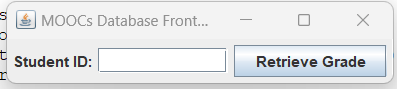 MOOCs Database Front...
Student ID: Retrieve Grade